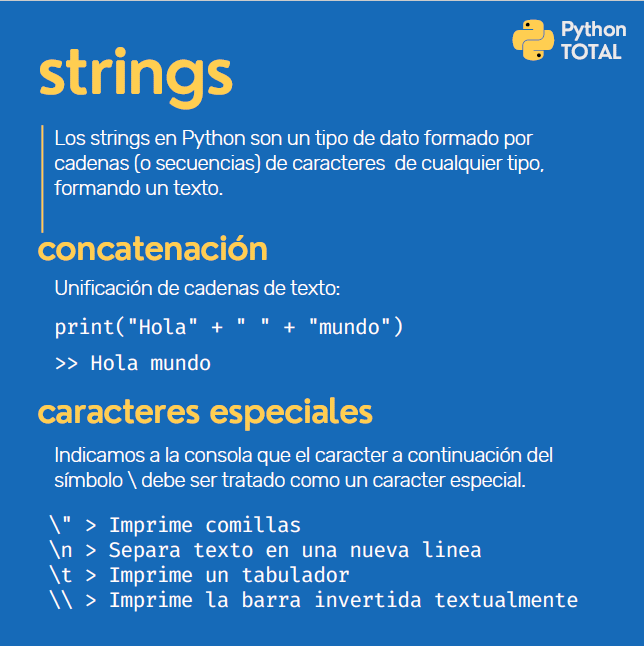 Python
TOTAL
strings
Los strings en Python son un tipo de dato formado por
cadenas (o secuencias) de caracteres de cualquier tipo,
formando un texto.
concatenación
Unificación de cadenas de texto:
print("Hola" + " " + "mundo")
>> Hola mundo
caracteres especiales
Indicamos a la consola que el caracter a continuación del
símbolo \ debe ser tratado como un caracter especial.
\" > Imprime comillas
\n > Separa texto en una nueva linea
\t > Imprime un tabulador
\\ > Imprime la barra invertida textualmente